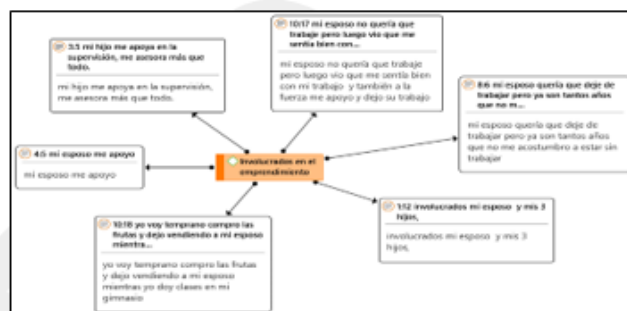 3:5 mi hijo me apoya en la
supervisión, me asesora más que
todo.
mi hijo me apoya en la supervisión,
me asesora más que todo.
10:17 mi esposo no quería que
trabaje pero luego vio que me
sentía bien con...
mi esposo no quería que trabaje
pero luego vio que me sentía bien
con mi trabajo y también a la
fuerza me apoyo y dejo su trabajo
8:6 mi esposo quería que deje de
trabajar pero ya son tantos años
que no m...
mi esposo quería que deje de
trabajar pero ya son tantos años
que no me acostumbro a estar sin
trabajar
4:5 mi esposo me apoyo
mi esposo me apoyo
Involucrados en el
emprendimiento
10:18 yo voy temprano compro las
frutas y dejo vendiendo a mi esposo
mientra...
yo voy temprano compro las frutas
y dejo vendiendo a mi esposo
mientras yo doy clases en mi
gimnasio
1:12 involucrados mi esposo y mis 3
hijos,
involucrados mi esposo y mis 3
hijos,